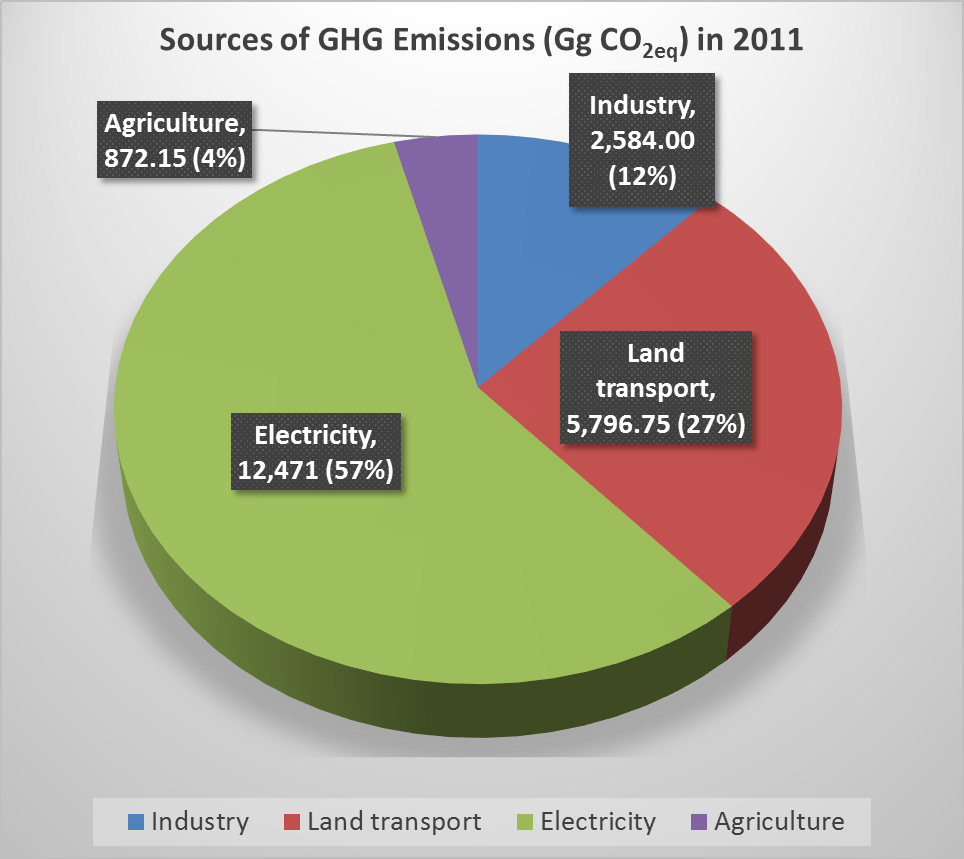 Sources of GHG Emissions (Gg CO2eq) in 2011
Agriculture,
872.15 (4%)
Industry,
2,584.00
(12%)
Land
transport,
5,796.75 (27%)
Electricity,
12,471 (57%)
Industry Land transport Electricity Agriculture